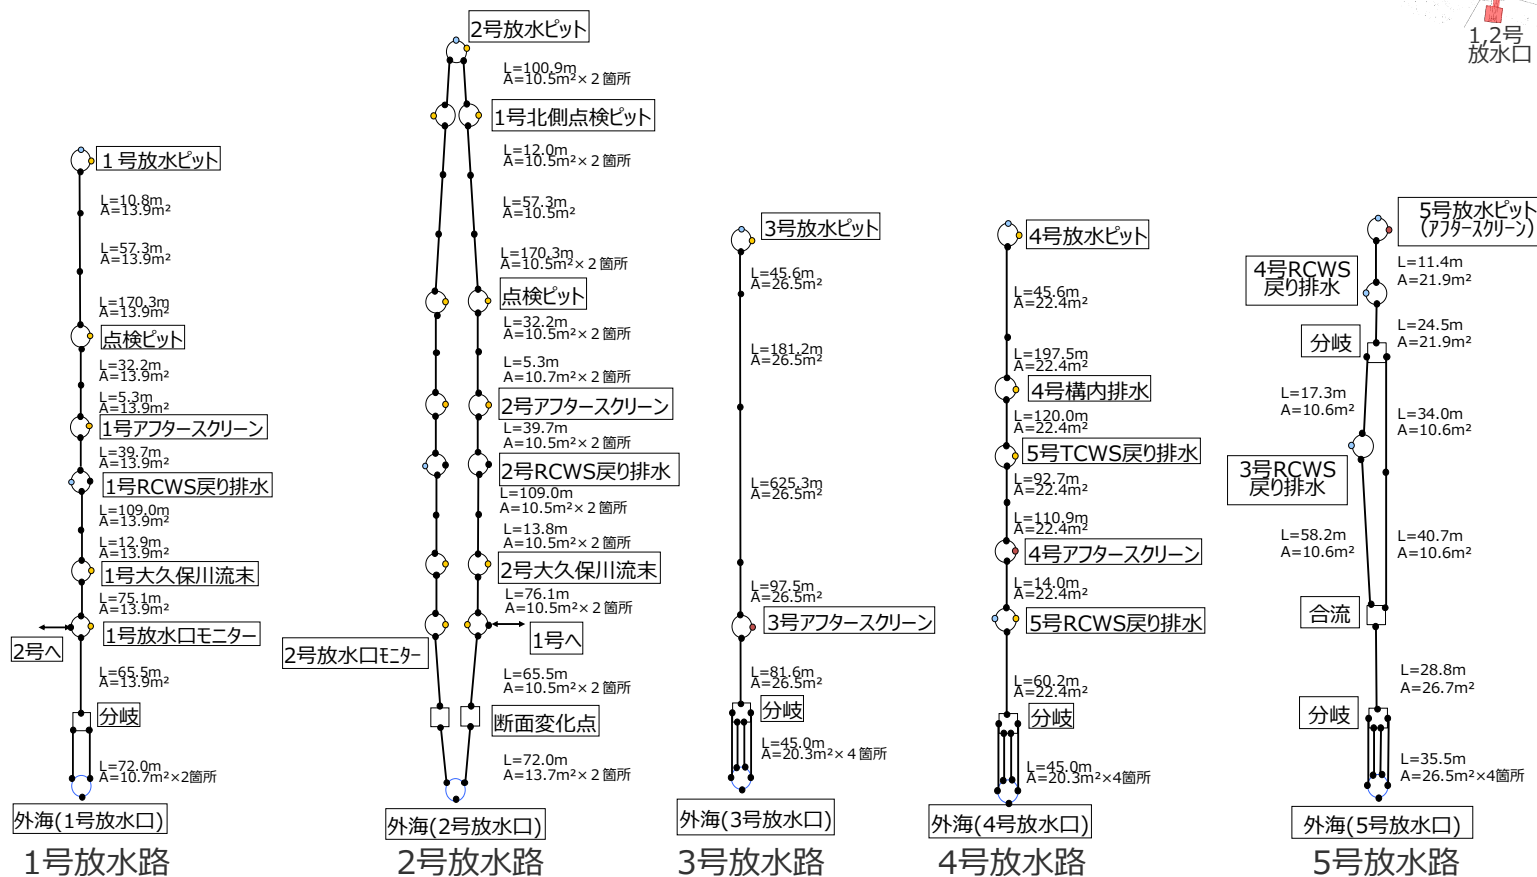 1,2号
放水口
1号放水ピット
L=10.8m
A=13.9m²
L=57.3m
A=13.9m²
L=170.3m
A=13.9m²
点検ピット
L=32.2m
A=13.9m²
L=5.3m
A=13.9m²
1号アフタースクリーン
L=39.7m
A=13.9m²
1号RCWS戻り排水
L=109.0m
A=13.9m²
L=12.9m
A=13.9m²
1号大久保川流末
L=75.1m
A=13.9m²
1号放水口モニター
2号へ
L=65.5m
A=13.9m²
分岐
L=72.0m
A=10.7m²×2箇所
外海(1号放水口)
1号放水路
2号放水ピット
L=100.9m
A=10.5m²×2箇所
1号北側点検ピット
L=12.0m
A=10.5m²×2箇所
L=57.3m
A=10.5m²
L=170.3m
A=10.5m²×2箇所
点検ピット
L=32.2m
A=10.5m²×2箇所
L=5.3m
A=10.7m²×2箇所
2号アフタースクリーン
L=39.7m
A=10.5m²×2箇所
2号RCWS戻り排水
L=109.0m
A=10.5m²×2箇所
L=13.8m
A=10.5m²×2箇所
2号大久保川流末
L=76.1m
A=10.5m²×2箇所
1号へ
2号放水口モニター
L=65.5m
A=10.5m²×2箇所
断面変化点
L=72.0m
A=13.7m²×2箇所
外海(2号放水口)
2号放水路
3号放水ピット
L=45.6m
A=26.5m²
L=181.2m
A=26.5m²
L=625.3m
A=26.5m²
L=97.5m
A=26.5m²
3号アフタースクリーン
L=81.6m
A=26.5m²
分岐
L=45.0m
A=20.3m²×4箇所
外海(3号放水口)
3号放水路
4号放水ピット
L=45.6m
A=22.4m²
L=197.5m
A=22.4m²
4号構内排水
L=120.0m
A=22.4m²
5号TCWS戻り排水
L=92.7m
A=22.4m²
L=110.9m
A=22.4m²
4号アフタースクリーン
L=14.0m
A=22.4m²
5号RCWS戻り排水
L=60.2m
A=22.4m²
分岐
L=45.0m
A=20.3m²×4箇所
外海(4号放水口)
4号放水路
5号放水ピット
(アフタースクリーン)
L=11.4m
A=21.9m²
4号RCWS
戻り排水
L=24.5m
A=21.9m²
分岐
L=17.3m
A=10.6m²
L=34.0m
A=10.6m²
3号RCWS
戻り排水
L=58.2m
A=10.6m²
L=40.7m
A=10.6m²
合流
L=28.8m
A=26.7m²
分岐
L=35.5m
A=26.5m²×4箇所
外海(5号放水口)
5号放水路